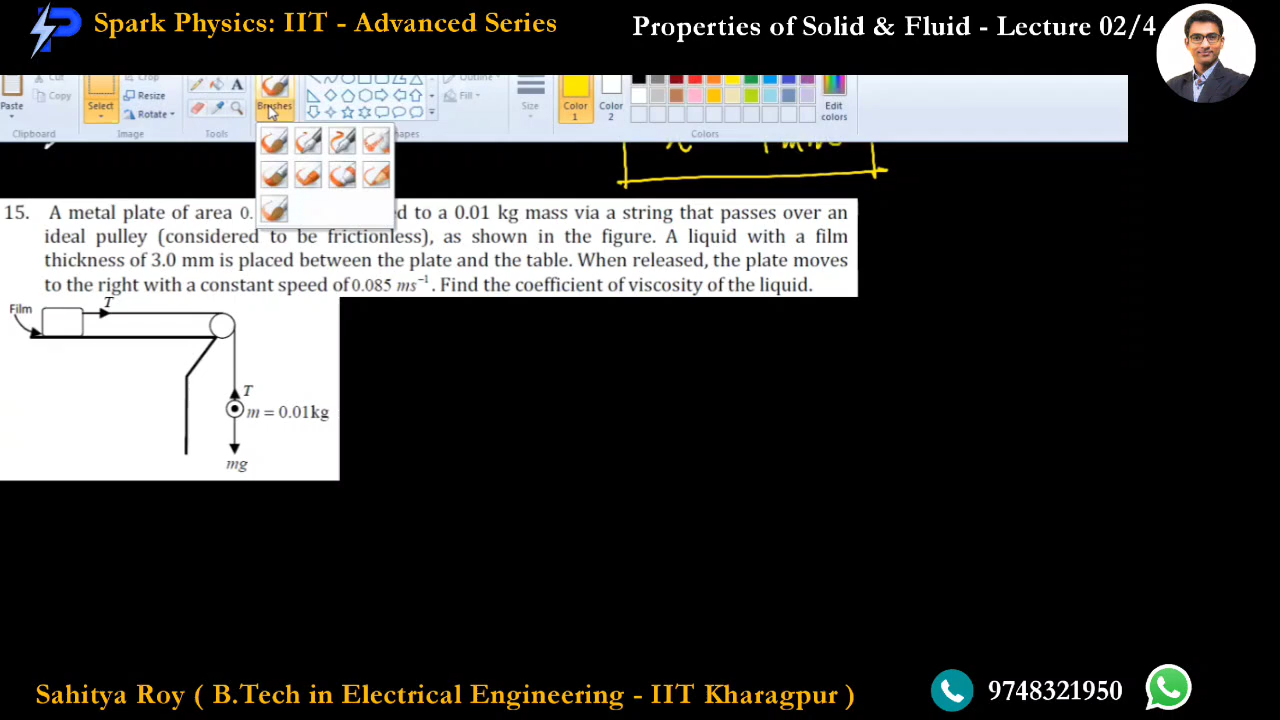 Spark Physics: IIT - Advanced Series
Properties of Solid & Fluid - Lecture 02/4
Cut
Crop
Outline
Paste
Copy
Select
Resize
Brushes
Fill
Size
Color
1
Color
2
Edit
colors
Rotate
Clipboard
Image
Tools
apes
Colors
15. A metal plate of area 0. d to a 0.01 kg mass via a string that passes over an
ideal pulley (considered to be frictionless), as shown in the figure. A liquid with a film
thickness of 3.0 mm is placed between the plate and the table. When released, the plate moves
to the right with a constant speed of 0.085 ms⁻¹. Find the coefficient of viscosity of the liquid.
Film
T
T
m = 0.01kg
mg
Sahitya Roy ( B.Tech in Electrical Engineering - IIT Kharagpur )
9748321950